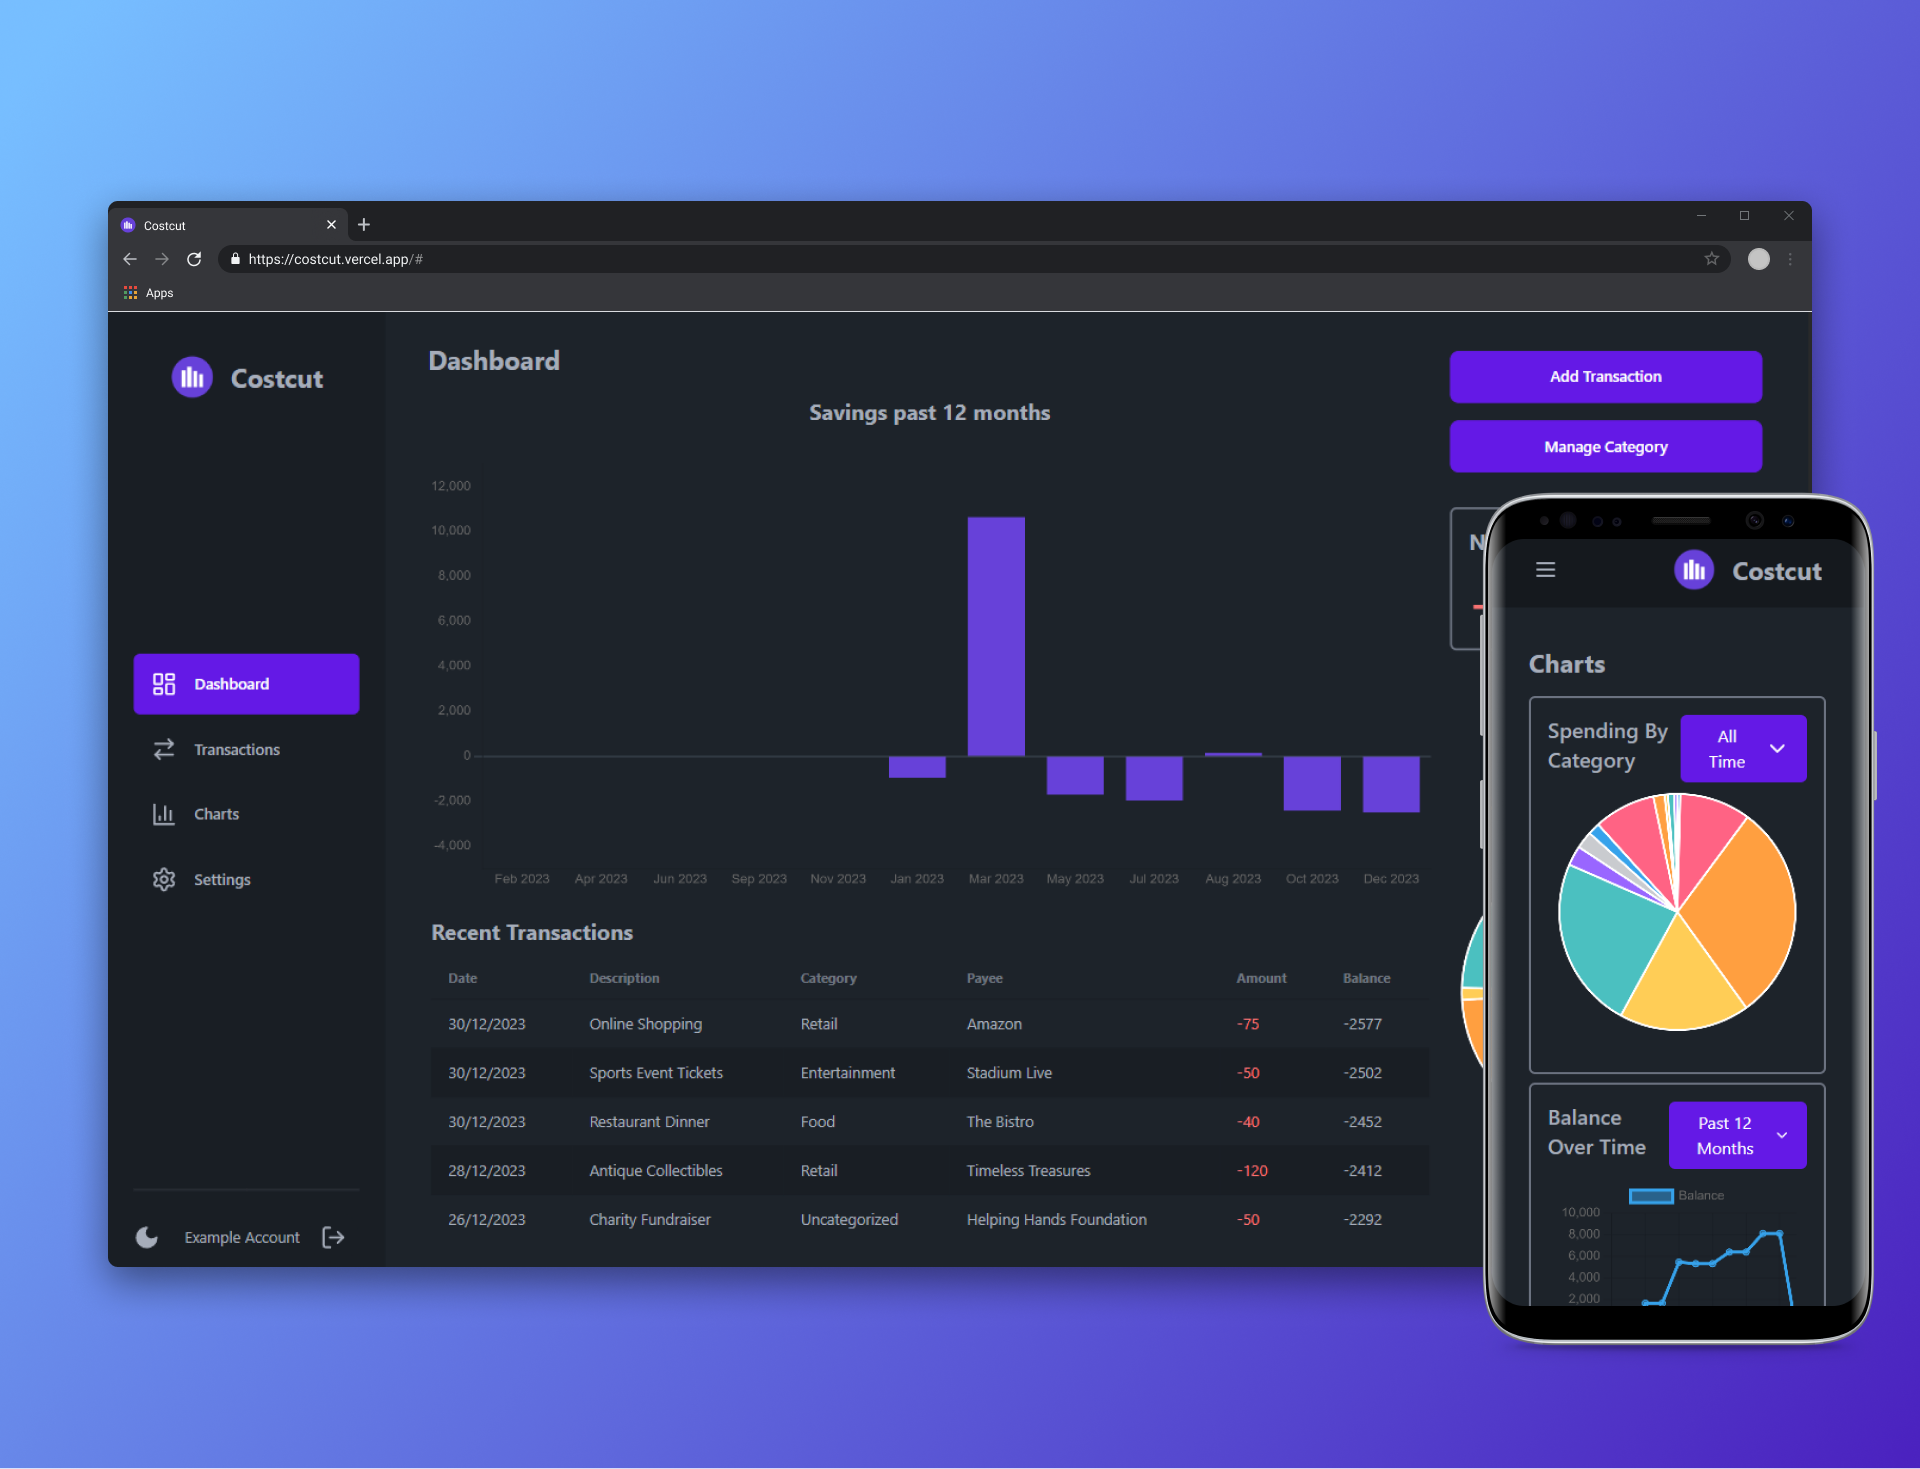 Costcut
https://costcut.vercel.app/#
Apps
Costcut
Dashboard
Transactions
Charts
Settings
Example Account
Dashboard
Savings past 12 months
12,000
10,000
8,000
6,000
4,000
2,000
0
-2,000
-4,000
Feb 2023 Apr 2023 Jun 2023 Sep 2023 Nov 2023 Jan 2023 Mar 2023 May 2023 Jul 2023 Aug 2023 Oct 2023 Dec 2023
Recent Transactions
Date Description Category Payee Amount Balance
30/12/2023 Online Shopping Retail Amazon -75 -2577
30/12/2023 Sports Event Tickets Entertainment Stadium Live -50 -2502
30/12/2023 Restaurant Dinner Food The Bistro -40 -2452
28/12/2023 Antique Collectibles Retail Timeless Treasures -120 -2412
26/12/2023 Charity Fundraiser Uncategorized Helping Hands Foundation -50 -2292
Add Transaction
Manage Category
Costcut
Charts
Spending By
Category
All
Time
Balance
Over Time
Past 12
Months
Balance
10,000
8,000
6,000
4,000
2,000